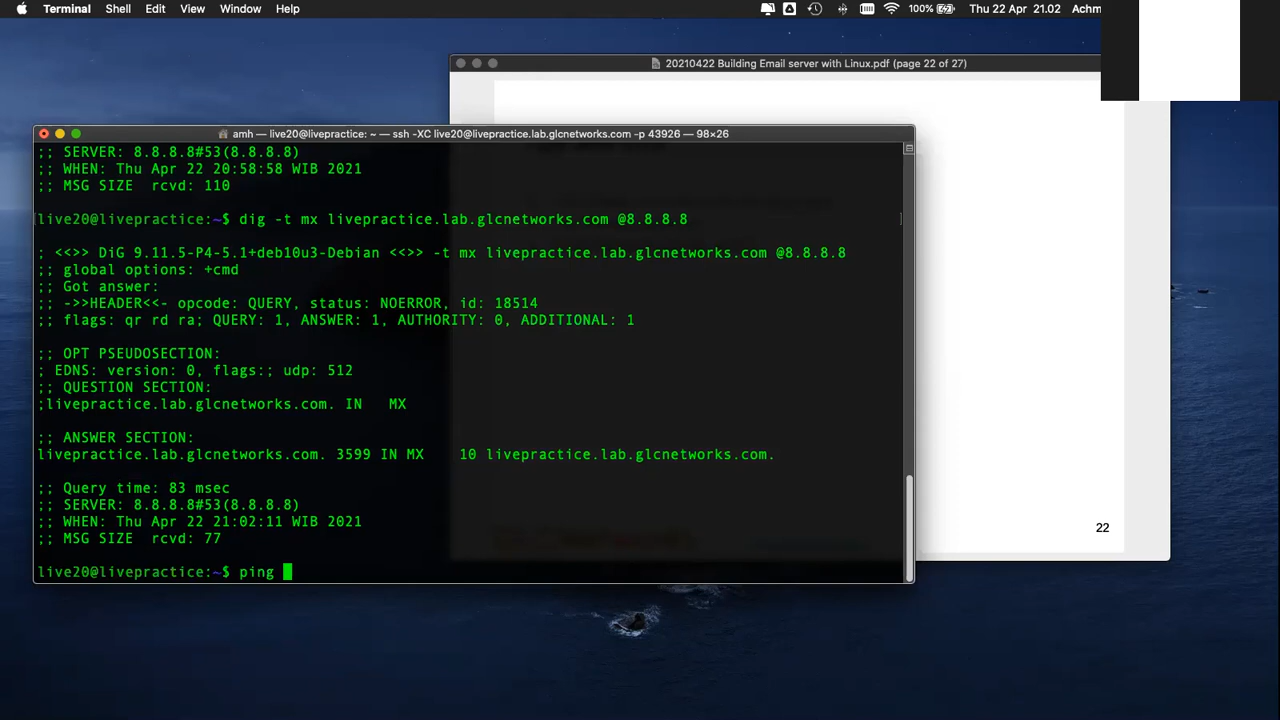 Terminal Shell Edit View Window Help 100% Thu 22 Apr 21.02 Achm
20210422 Building Email server with Linux.pdf (page 22 of 27)
amh — live20@livepractice: ~ — ssh -XC live20@livepractice.lab.glcnetworks.com -p 43926 — 98×26
;; SERVER: 8.8.8.8#53(8.8.8.8)
;; WHEN: Thu Apr 22 20:58:58 WIB 2021
;; MSG SIZE  rcvd: 110
[live20@livepractice:~$ dig -t mx livepractice.lab.glcnetworks.com @8.8.8.8 ]
; <<>> DiG 9.11.5-P4-5.1+deb10u3-Debian <<>> -t mx livepractice.lab.glcnetworks.com @8.8.8.8
;; global options: +cmd
;; Got answer:
;; ->>HEADER<<- opcode: QUERY, status: NOERROR, id: 18514
;; flags: qr rd ra; QUERY: 1, ANSWER: 1, AUTHORITY: 0, ADDITIONAL: 1
;; OPT PSEUDOSECTION:
; EDNS: version: 0, flags:; udp: 512
;; QUESTION SECTION:
;livepractice.lab.glcnetworks.com. IN   MX
;; ANSWER SECTION:
livepractice.lab.glcnetworks.com. 3599 IN MX    10 livepractice.lab.glcnetworks.com.
;; Query time: 83 msec
;; SERVER: 8.8.8.8#53(8.8.8.8)
;; WHEN: Thu Apr 22 21:02:11 WIB 2021
;; MSG SIZE  rcvd: 77
live20@livepractice:~$ ping
22